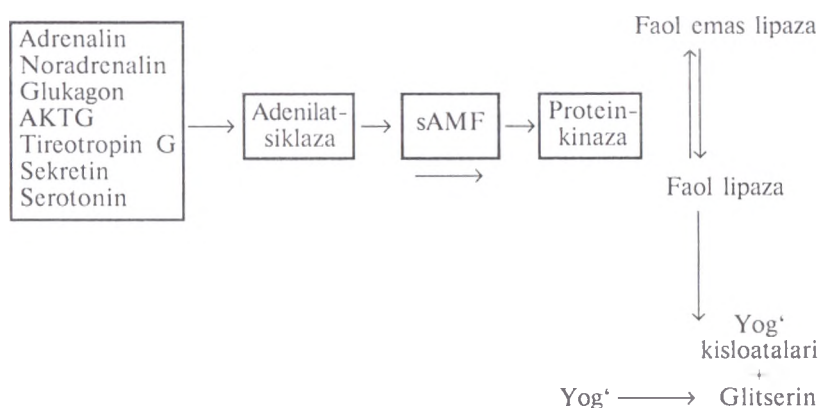 Adrenalin
Noradrenalin
Glukagon
AKTG
Tireotropin G
Sekretin
Serotonin
Adenilat-
siklaza
sAMF
Protein-
kinaza
Faol emas lipaza
Faol lipaza
Yog‘
kisloatalari
+
Yog‘
Glitserin